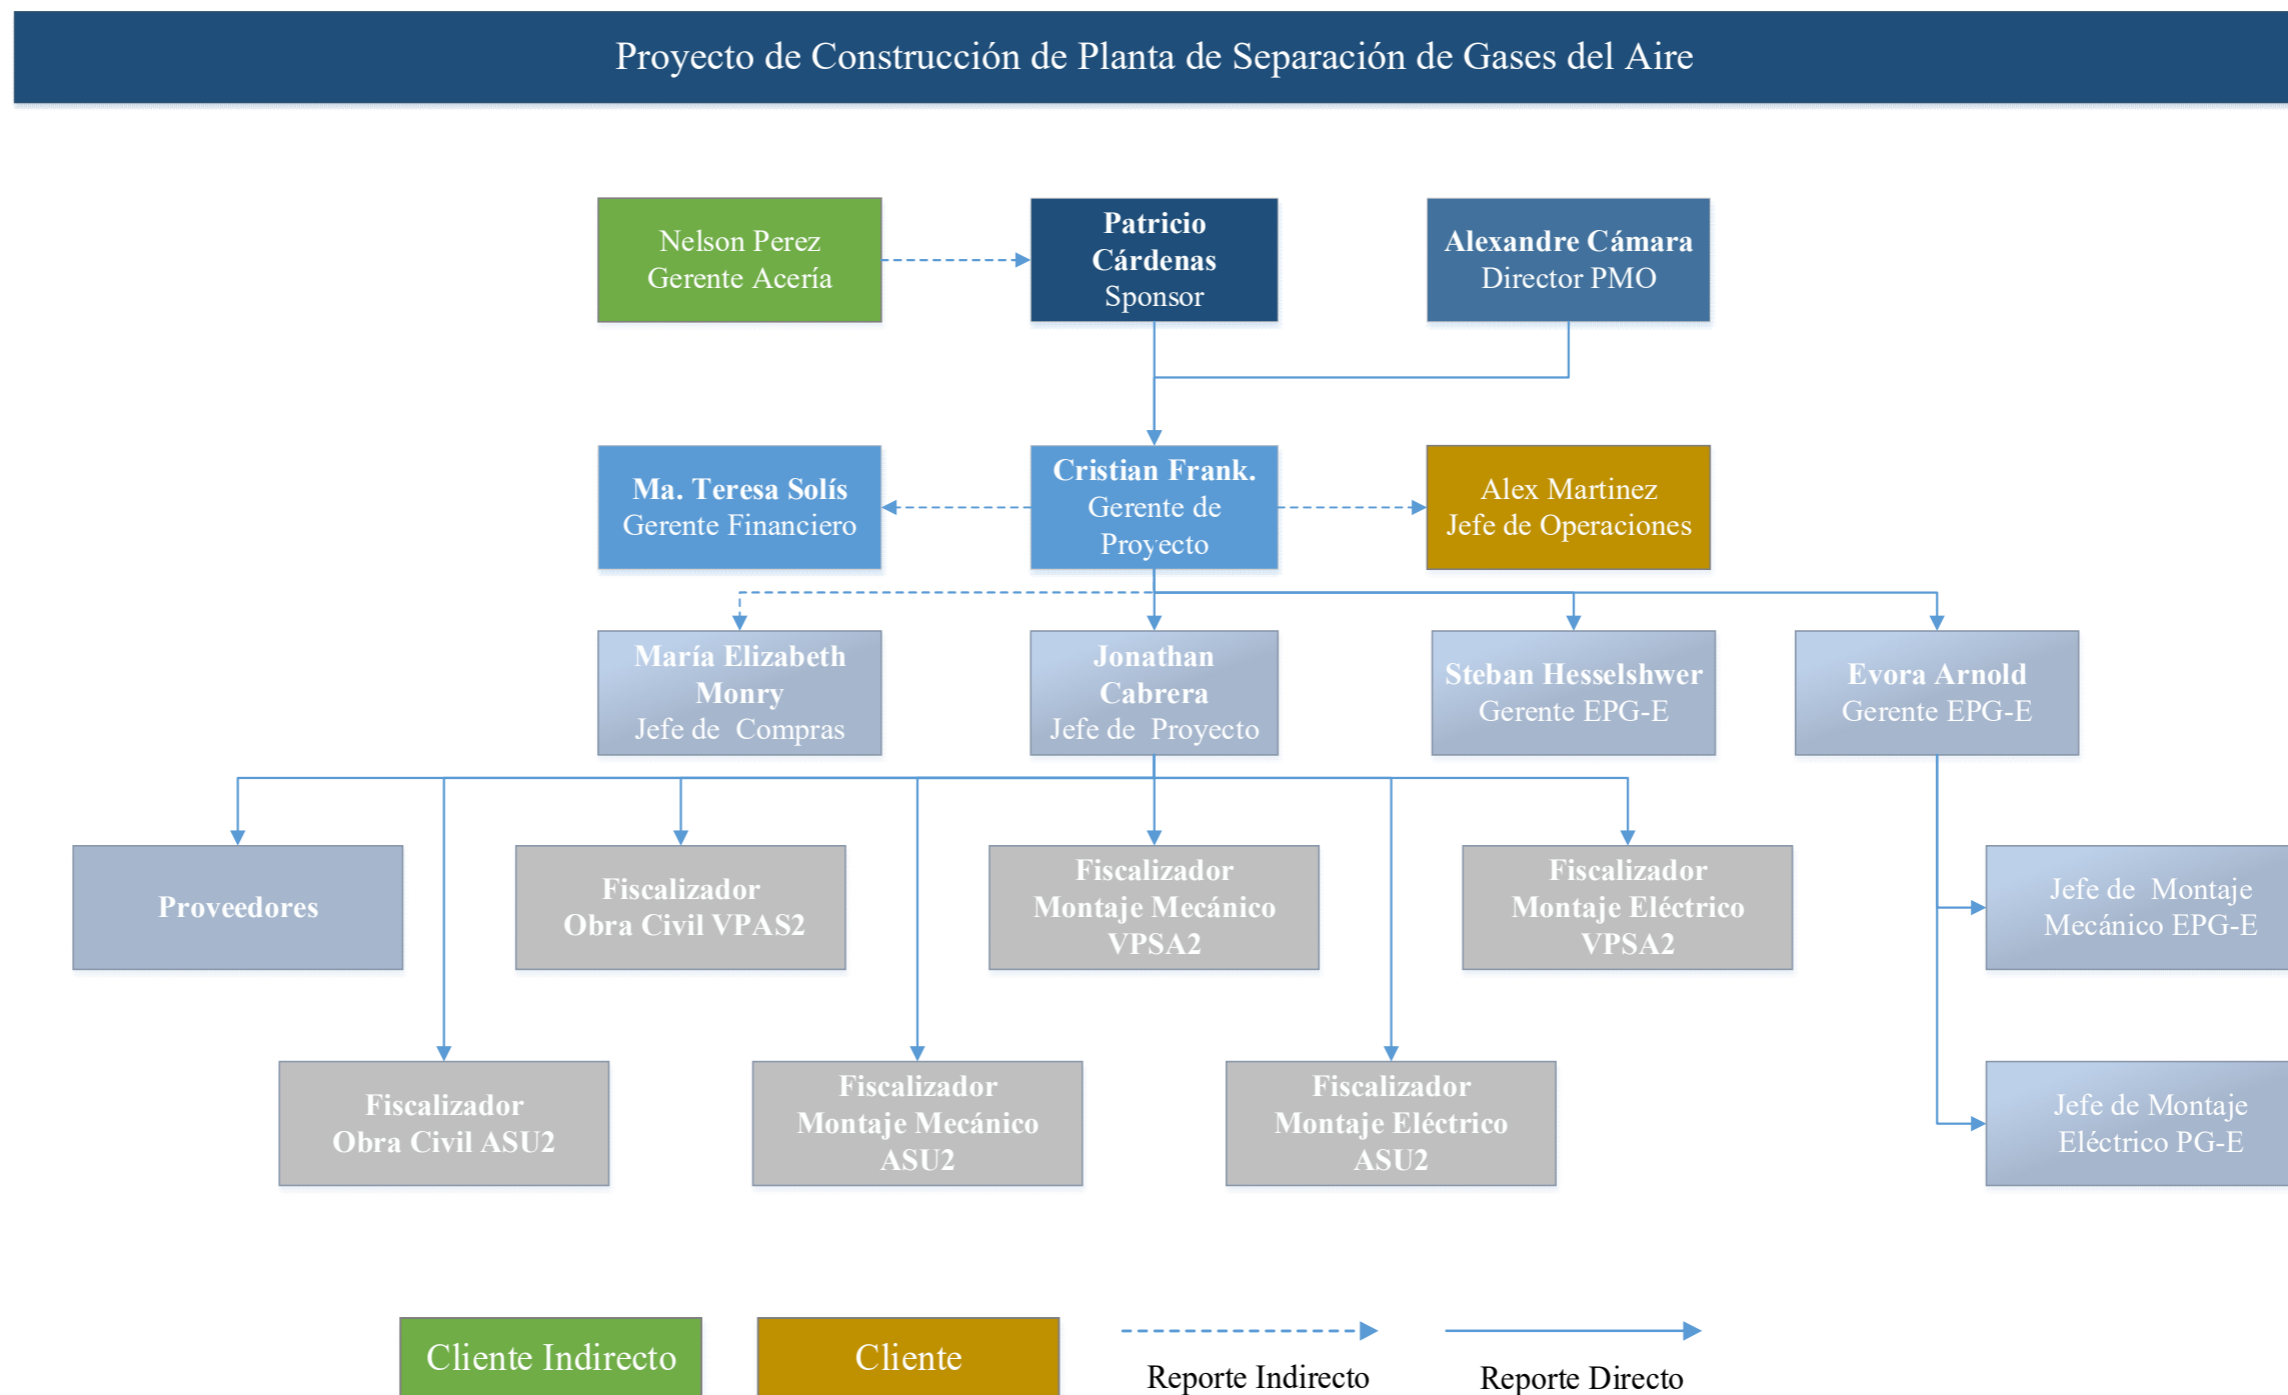 Proyecto de Construcción de Planta de Separación de Gases del Aire
Nelson Perez
Gerente Acería
Patricio
Cárdenas
Sponsor
Alexandre Cámara
Director PMO
Ma. Teresa Solís
Gerente Financiero
Cristian Frank.
Gerente de
Proyecto
Alex Martinez
Jefe de Operaciones
María Elizabeth
Monry
Jefe de Compras
Jonathan
Cabrera
Jefe de Proyecto
Steban Hesselshwer
Gerente EPG-E
Evora Arnold
Gerente EPG-E
Proveedores
Fiscalizador
Obra Civil VPAS2
Fiscalizador
Montaje Mecánico
VPSA2
Fiscalizador
Montaje Eléctrico
VPSA2
Jefe de Montaje
Mecánico EPG-E
Fiscalizador
Obra Civil ASU2
Fiscalizador
Montaje Mecánico
ASU2
Fiscalizador
Montaje Eléctrico
ASU2
Jefe de Montaje
Eléctrico PG-E
Cliente Indirecto
Cliente
Reporte Indirecto
Reporte Directo